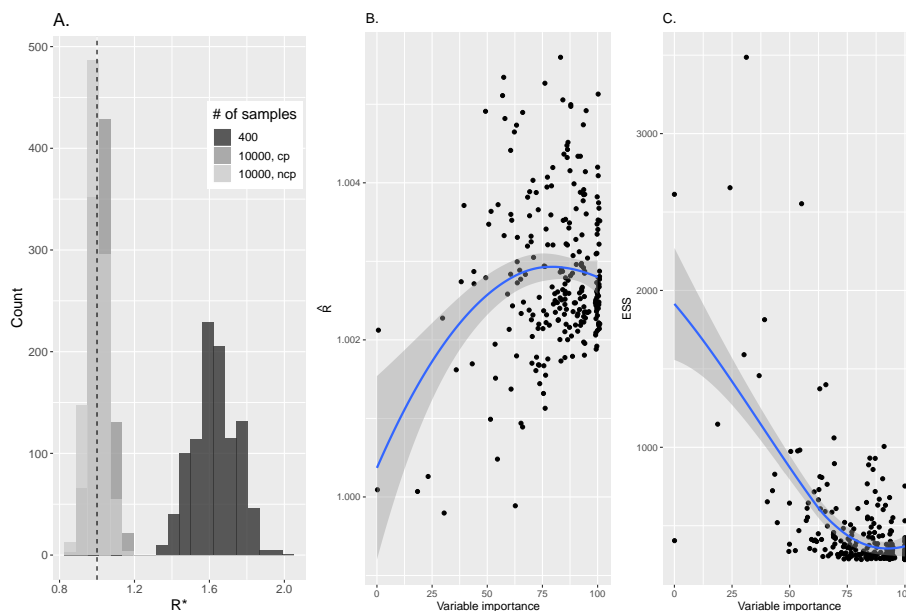 A.
500
400
300
200
100
0
Count
0.8
1.2
1.6
2.0
R*
# of samples
400
10000, cp
10000, ncp
B.
1.004
1.002
1.000
R̂
0
25
50
75
100
Variable importance
C.
3000
2000
1000
ESS
0
25
50
75
100
Variable importance